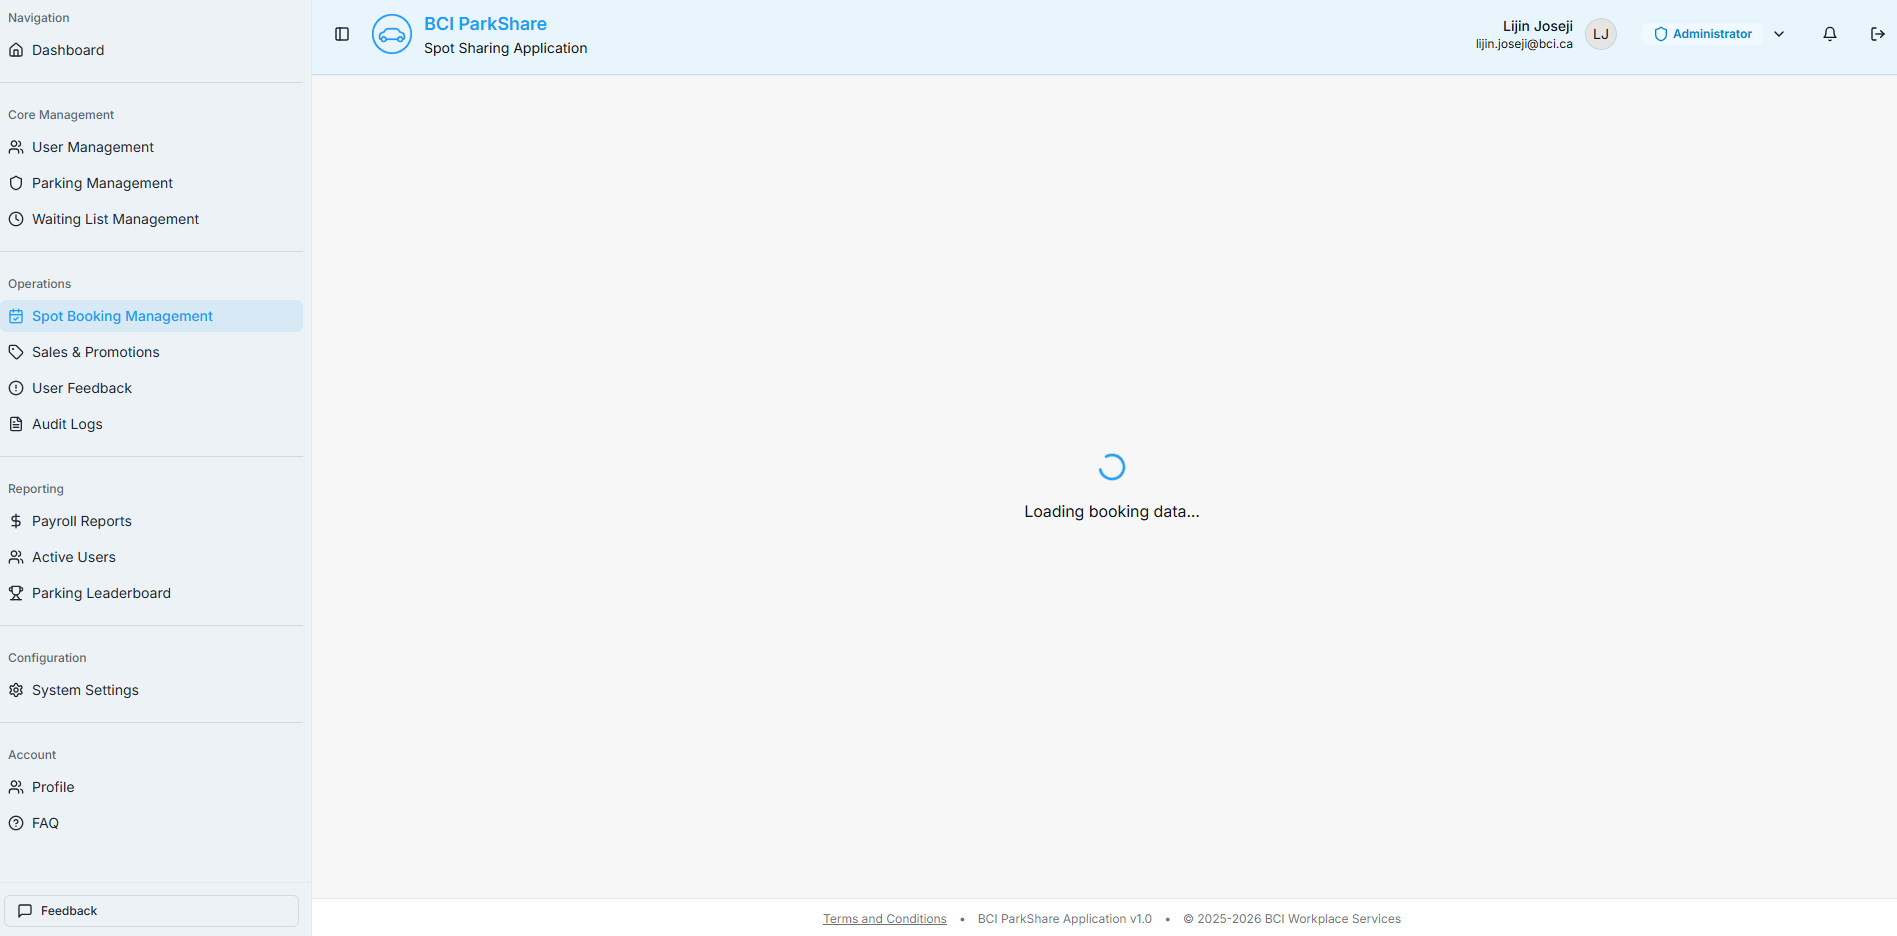 Navigation
Dashboard
Core Management
User Management
Parking Management
Waiting List Management
Operations
Spot Booking Management
Sales & Promotions
User Feedback
Audit Logs
Reporting
Payroll Reports
Active Users
Parking Leaderboard
Configuration
System Settings
Account
Profile
FAQ
Feedback
BCI ParkShare
Spot Sharing Application
Lijin Joseji
lijin.joseji@bci.ca
LJ
Administrator
Loading booking data...
Terms and Conditions • BCI ParkShare Application v1.0 • © 2025-2026 BCI Workplace Services